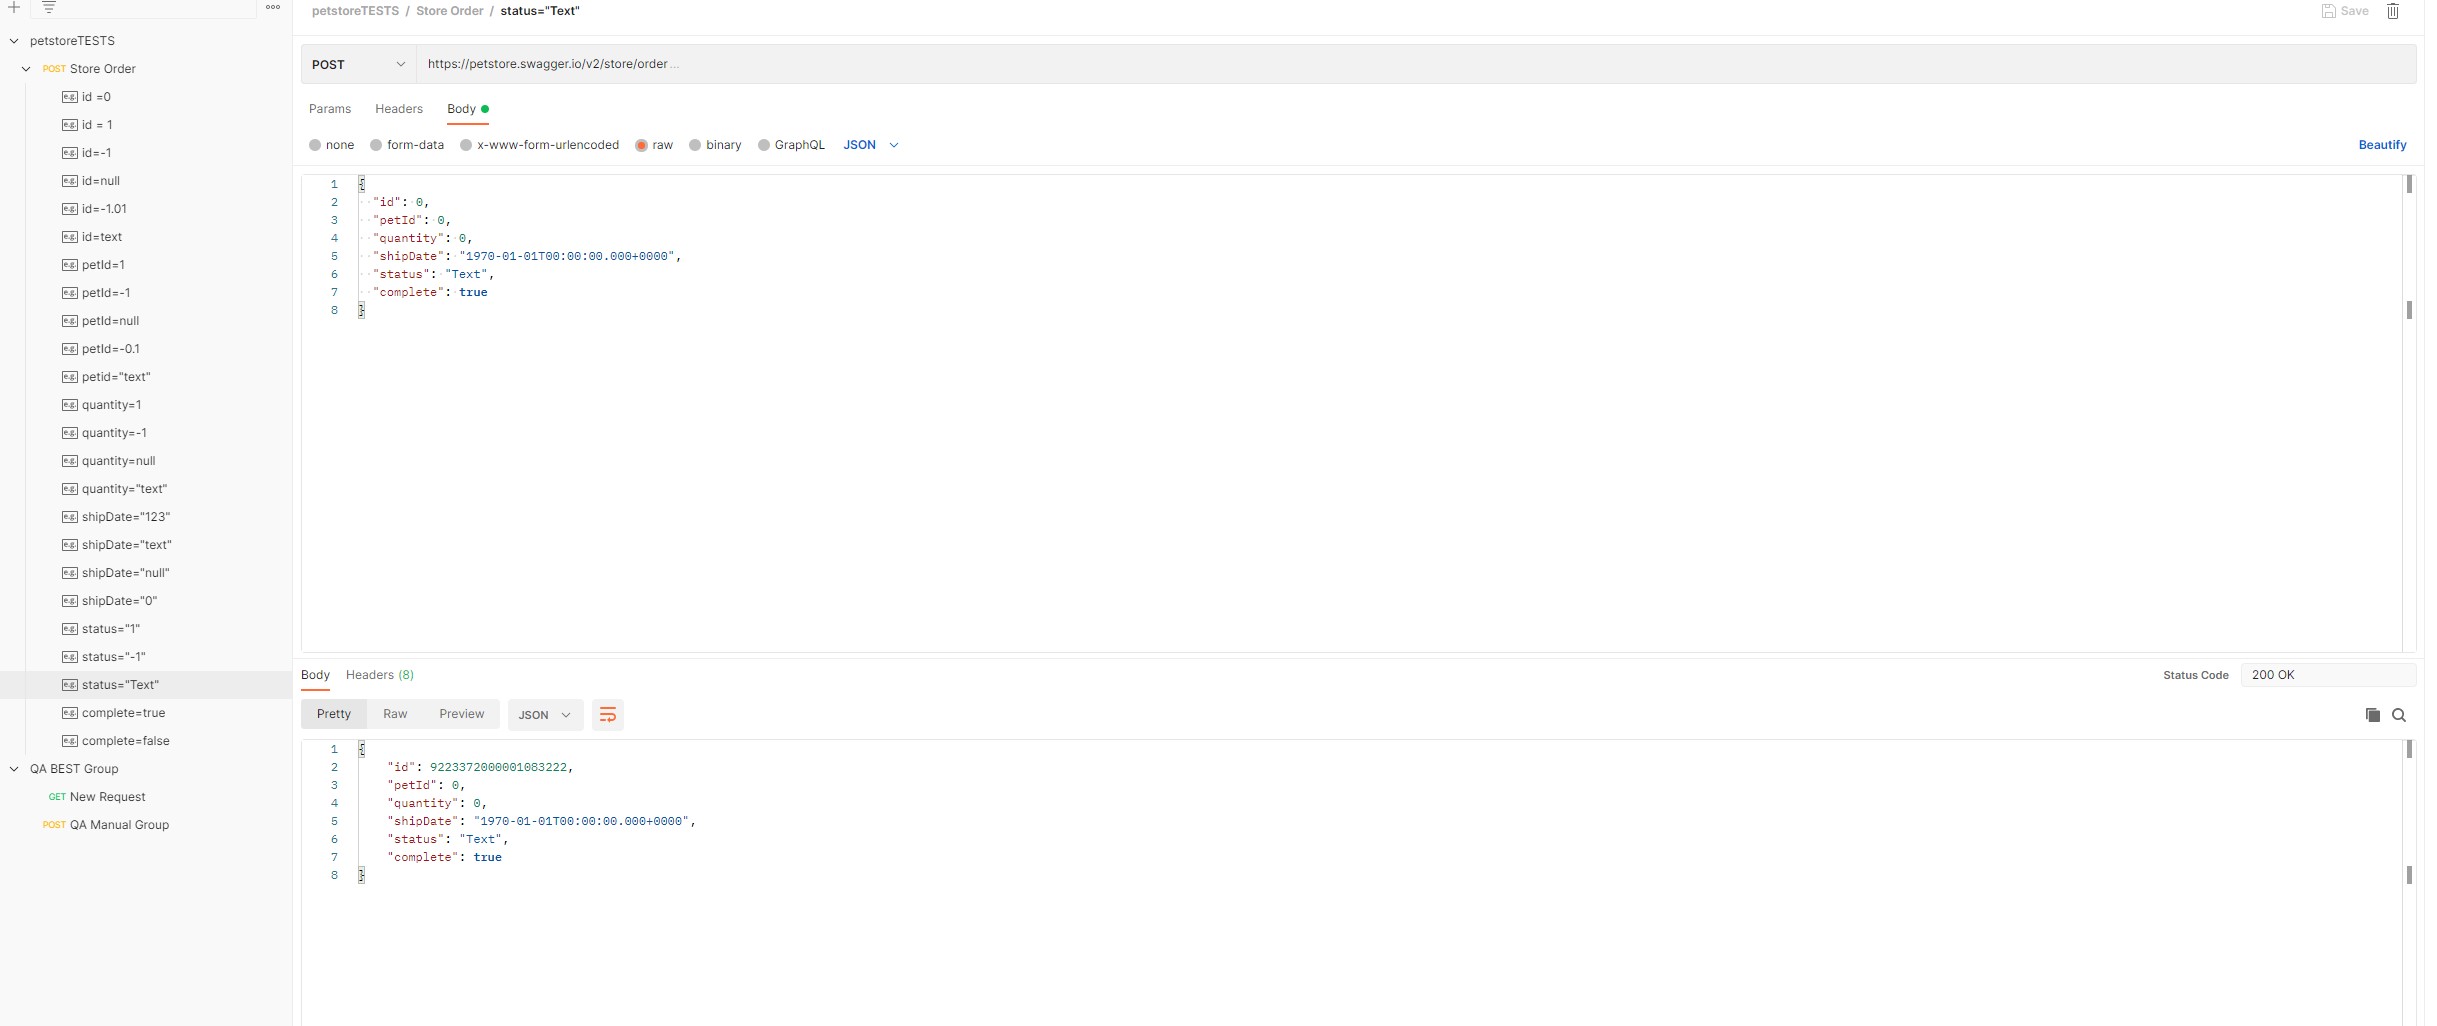 petstoreTESTS
POST Store Order
e.g. id =0
e.g. id = 1
e.g. id=-1
e.g. id=null
e.g. id=-1.01
e.g. id=text
e.g. petId=1
e.g. petId=-1
e.g. petId=null
e.g. petId=-0.1
e.g. petid="text"
e.g. quantity=1
e.g. quantity=-1
e.g. quantity=null
e.g. quantity="text"
e.g. shipDate="123"
e.g. shipDate="text"
e.g. shipDate="null"
e.g. shipDate="0"
e.g. status="1"
e.g. status="-1"
e.g. status="Text"
e.g. complete=true
e.g. complete=false
QA BEST Group
GET New Request
POST QA Manual Group
petstoreTESTS / Store Order / status="Text"
Save
POST
https://petstore.swagger.io/v2/store/order ...
Params Headers Body
none form-data x-www-form-urlencoded raw binary GraphQL JSON
Beautify
1 {
2 "id": 0,
3 "petId": 0,
4 "quantity": 0,
5 "shipDate": "1970-01-01T00:00:00.000+0000",
6 "status": "Text",
7 "complete": true
8 }
Body Headers (8)
Status Code 200 OK
Pretty Raw Preview JSON
1 {
2 "id": 9223372000001083222,
3 "petId": 0,
4 "quantity": 0,
5 "shipDate": "1970-01-01T00:00:00.000+0000",
6 "status": "Text",
7 "complete": true
8 }